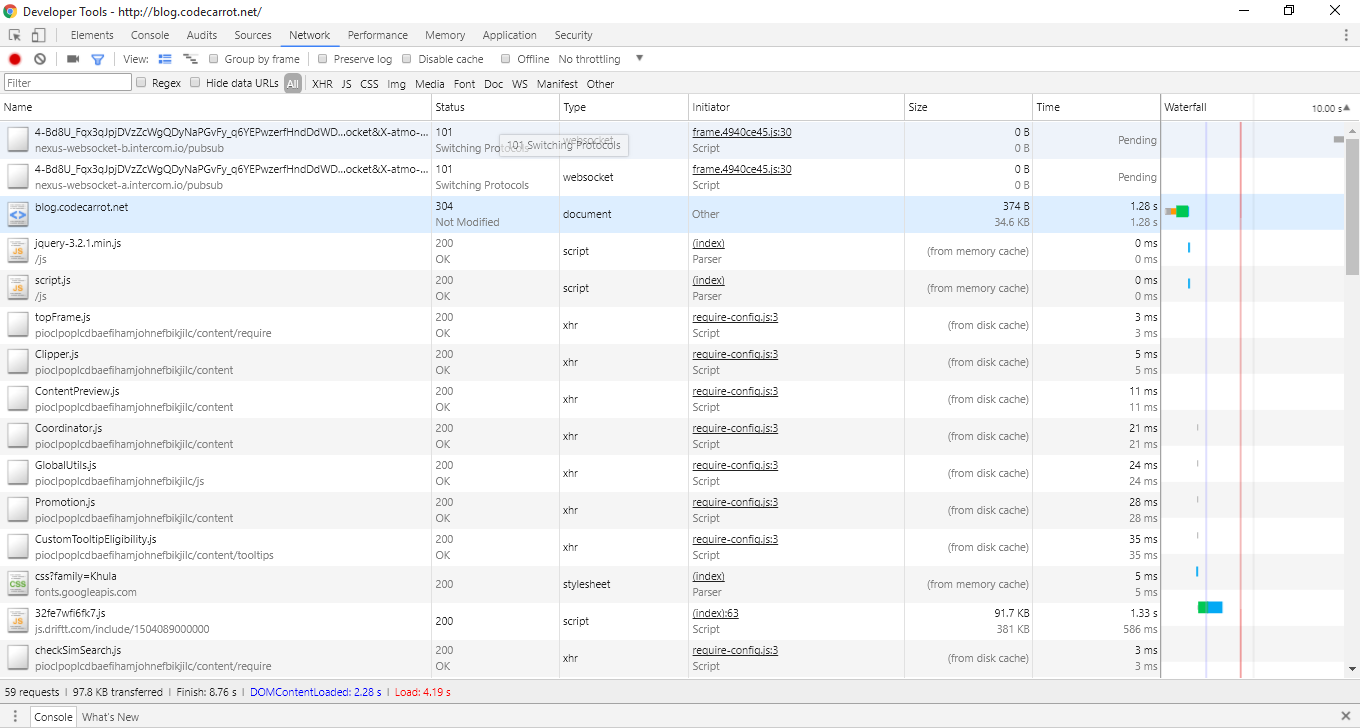 Developer Tools - http://blog.codecarrot.net/
Elements Console Audits Sources Network Performance Memory Application Security
View: Group by frame Preserve log Disable cache Offline No throttling
Filter Regex Hide data URLs All XHR JS CSS Img Media Font Doc WS Manifest Other
Name Status Type Initiator Size Time Waterfall 10.00 s
4-Bd8U_Fqx3qJpjDVzZcWgQDyNaPGvFy_q6YEPwzerfHndDdWD...ocket&X-atmo-... 101 websocket frame.4940ce45.js:30 0 B Pending
nexus-websocket-b.intercom.io/pubsub Switching Protocols Script 0 B
101 Switching Protocols
4-Bd8U_Fqx3qJpjDVzZcWgQDyNaPGvFy_q6YEPwzerfHndDdWD...ocket&X-atmo-... 101 websocket frame.4940ce45.js:30 0 B Pending
nexus-websocket-a.intercom.io/pubsub Switching Protocols Script 0 B
blog.codecarrot.net 304 document Other 374 B 1.28 s
Not Modified 34.6 KB 1.28 s
jquery-3.2.1.min.js 200 script (index) (from memory cache) 0 ms
/js OK Parser 0 ms
script.js 200 script (index) (from memory cache) 0 ms
/js OK Parser 0 ms
topFrame.js 200 xhr require-config.js:3 (from disk cache) 3 ms
pioclpoplcdbaefihamjohnefbikjilc/content/require OK Script 3 ms
Clipper.js 200 xhr require-config.js:3 (from disk cache) 5 ms
pioclpoplcdbaefihamjohnefbikjilc/content OK Script 5 ms
ContentPreview.js 200 xhr require-config.js:3 (from disk cache) 11 ms
pioclpoplcdbaefihamjohnefbikjilc/content OK Script 11 ms
Coordinator.js 200 xhr require-config.js:3 (from disk cache) 21 ms
pioclpoplcdbaefihamjohnefbikjilc/content OK Script 21 ms
GlobalUtils.js 200 xhr require-config.js:3 (from disk cache) 24 ms
pioclpoplcdbaefihamjohnefbikjilc/js OK Script 24 ms
Promotion.js 200 xhr require-config.js:3 (from disk cache) 28 ms
pioclpoplcdbaefihamjohnefbikjilc/content OK Script 28 ms
CustomTooltipEligibility.js 200 xhr require-config.js:3 (from disk cache) 35 ms
pioclpoplcdbaefihamjohnefbikjilc/content/tooltips OK Script 35 ms
css?family=Khula 200 stylesheet (index) (from memory cache) 5 ms
fonts.googleapis.com Parser 5 ms
32fe7wfi6fk7.js 200 script (index):63 91.7 KB 1.33 s
js.driftt.com/include/1504089000000 Script 381 KB 586 ms
checkSimSearch.js 200 xhr require-config.js:3 (from disk cache) 3 ms
pioclpoplcdbaefihamjohnefbikjilc/content/require OK Script 3 ms
59 requests | 97.8 KB transferred | Finish: 8.76 s | DOMContentLoaded: 2.28 s | Load: 4.19 s
Console What's New